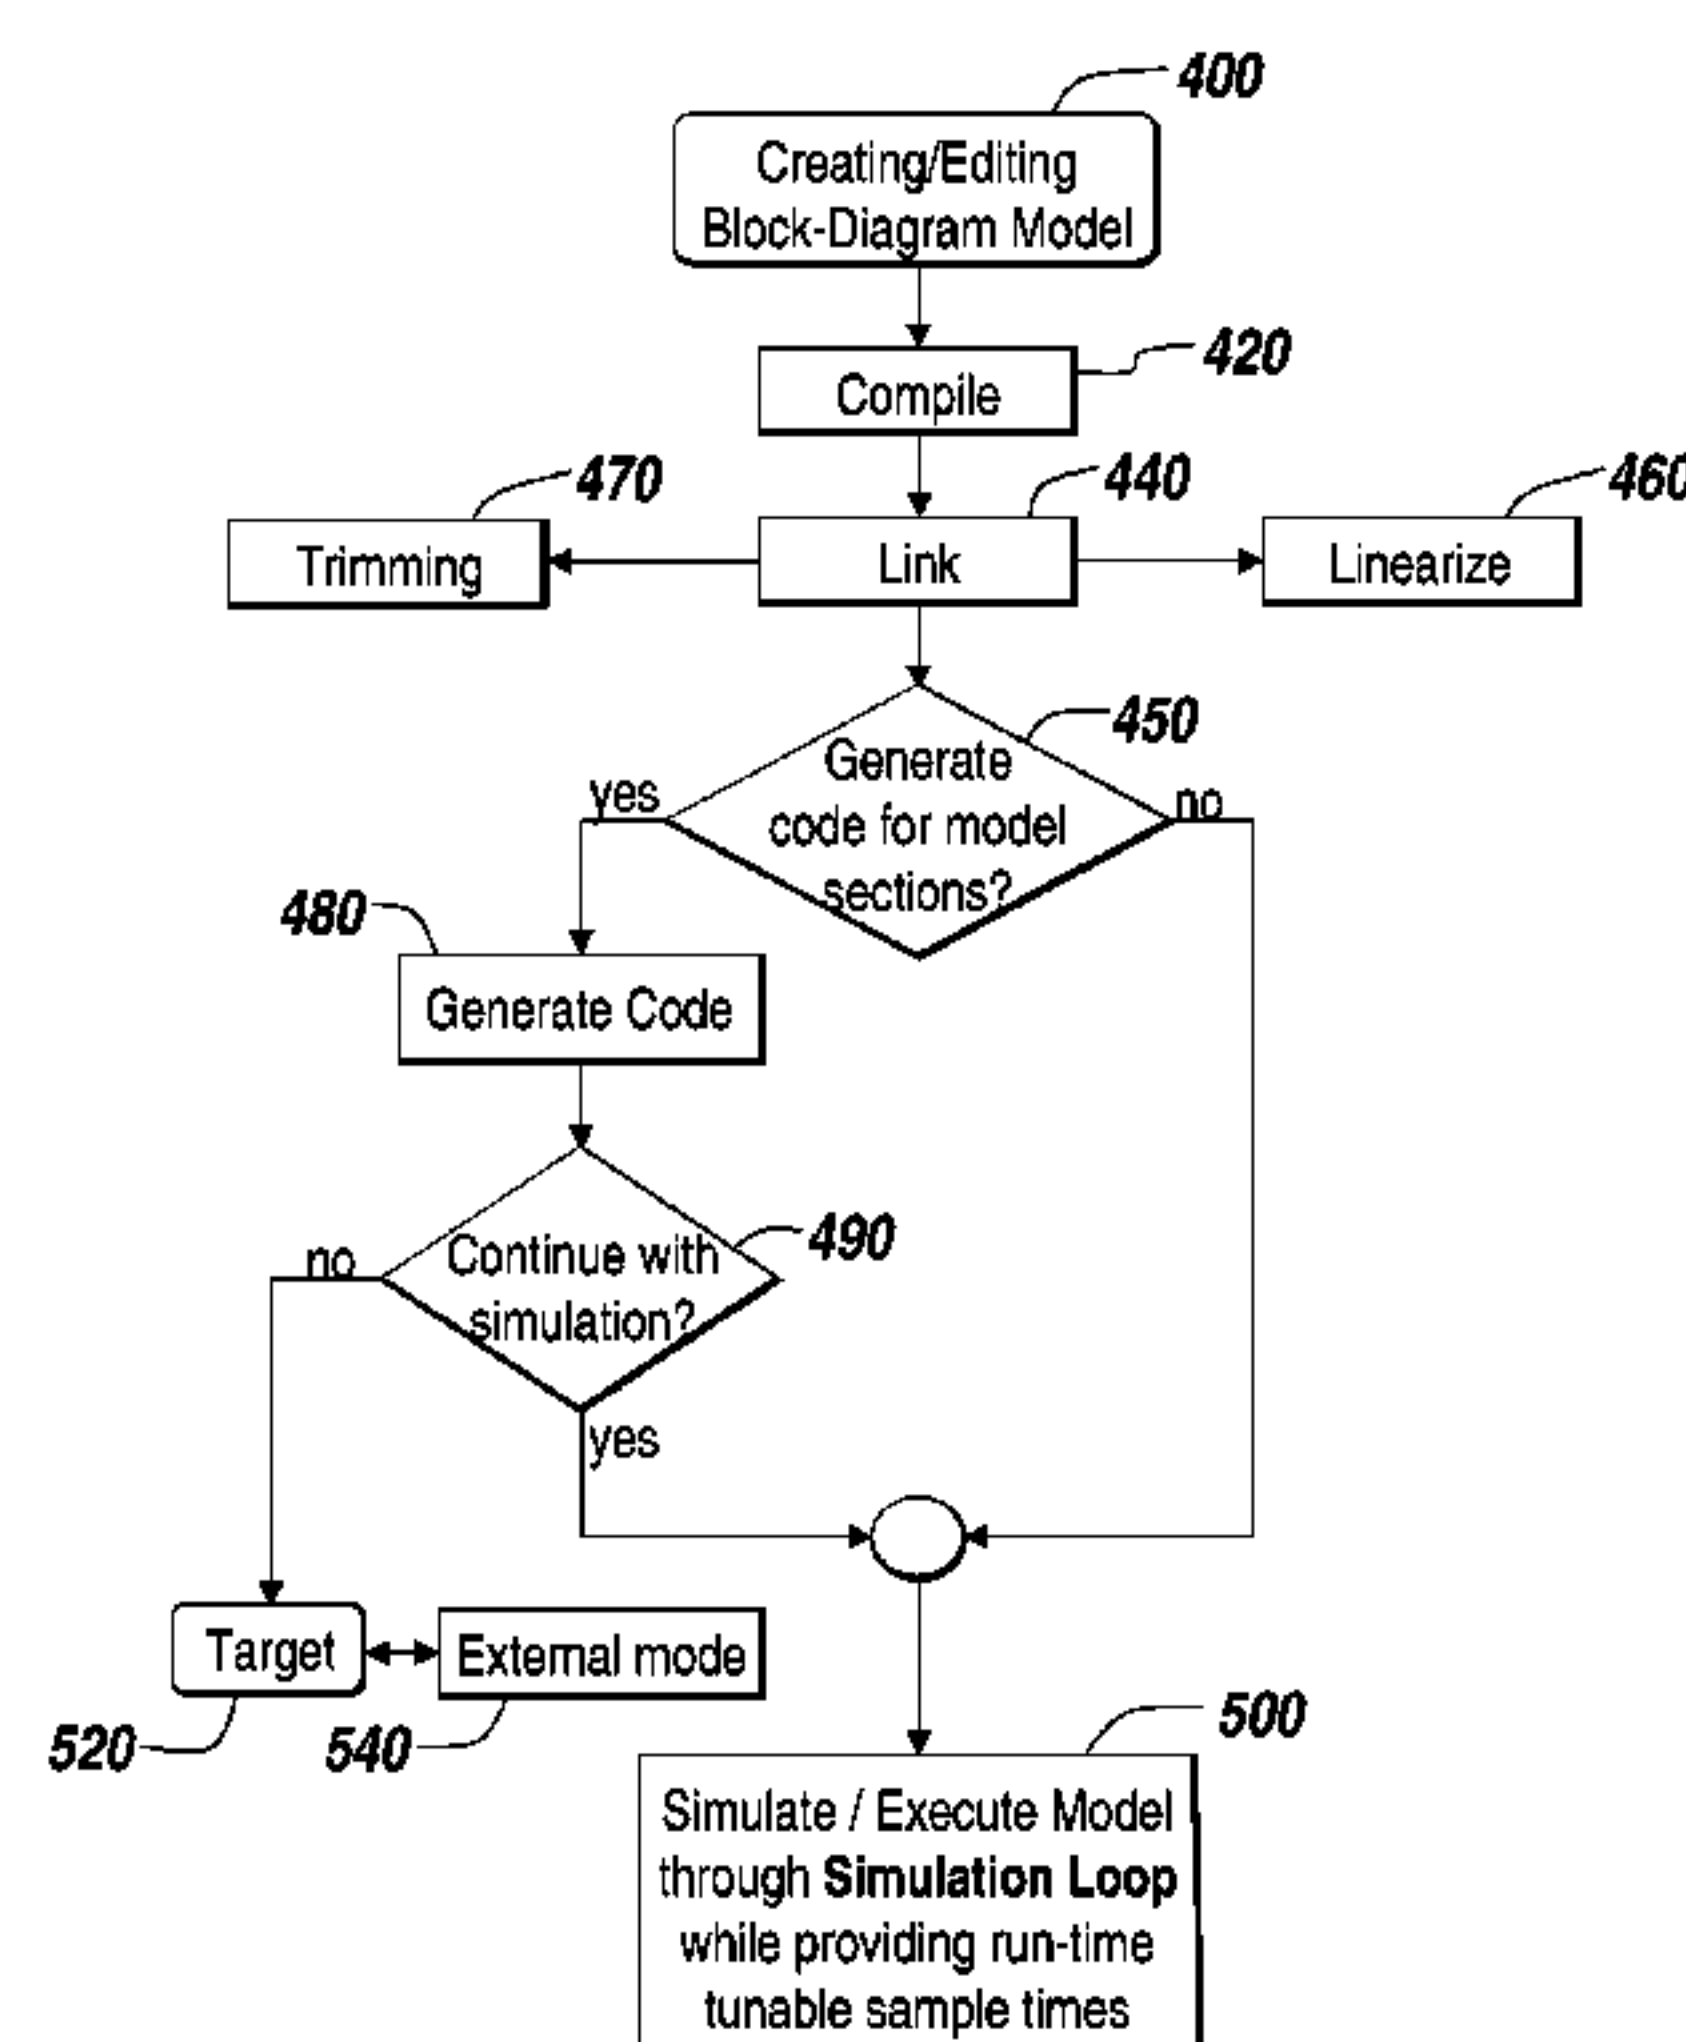 400
Creating/Editing
Block-Diagram Model
420
Compile
470
440
460
Trimming
Link
Linearize
450
Generate
code for model
sections?
yes
no
480
Generate Code
490
Continue with
simulation?
no
yes
Target
External mode
520
540
500
Simulate / Execute Model
through Simulation Loop
while providing run-time
tunable sample times